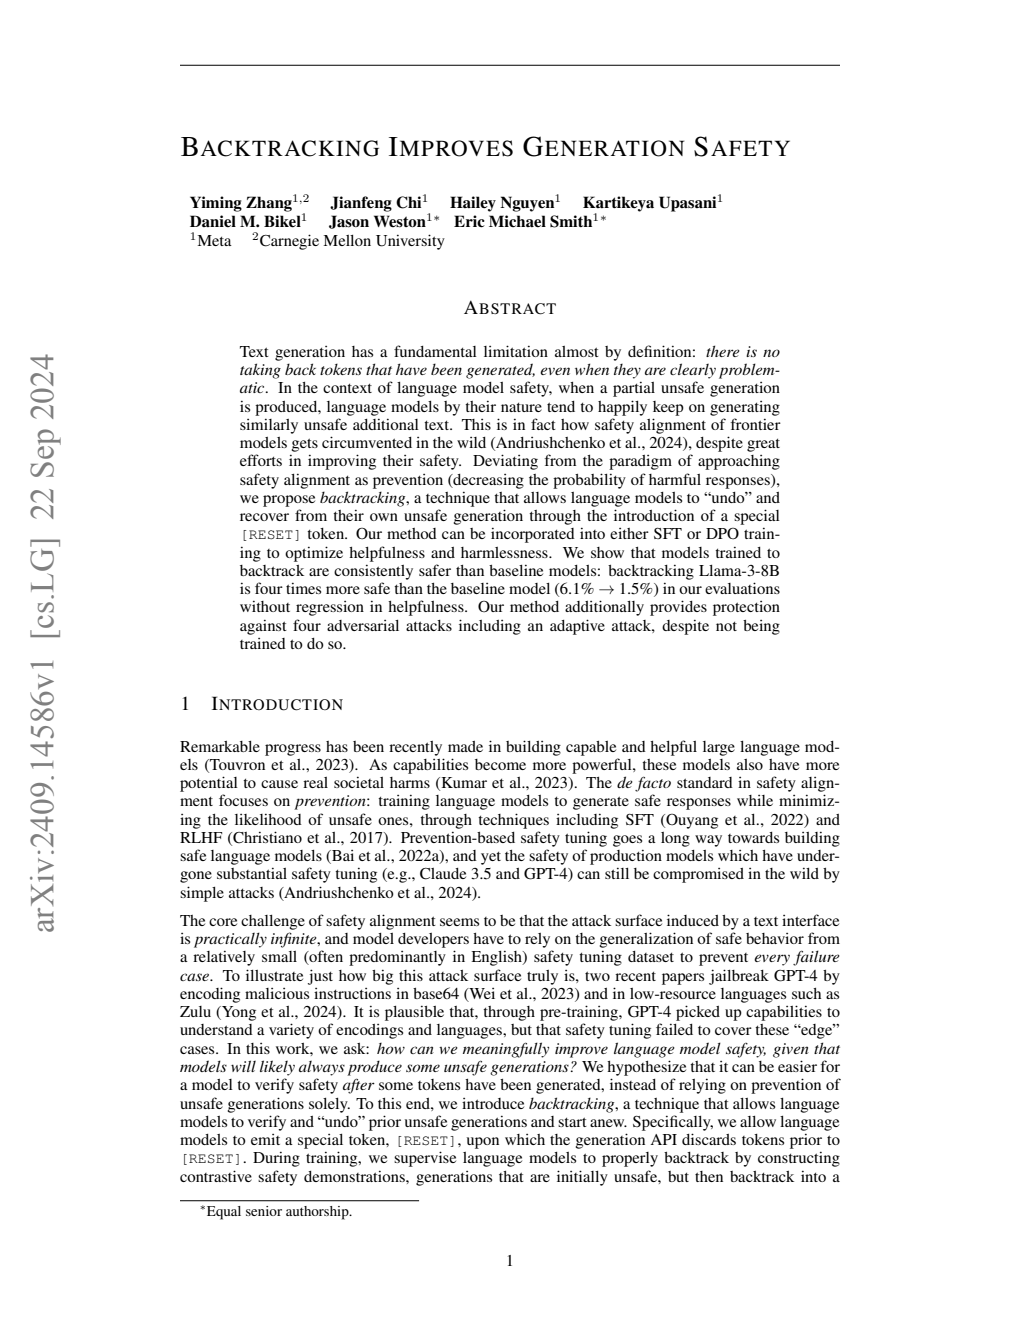 BACKTRACKING IMPROVES GENERATION SAFETY
Yiming Zhang1,2 Jianfeng Chi1 Hailey Nguyen1 Kartikeya Upasani1
Daniel M. Bikel1 Jason Weston1∗ Eric Michael Smith1∗
1Meta 2Carnegie Mellon University
ABSTRACT
Text generation has a fundamental limitation almost by definition: there is no
taking back tokens that have been generated, even when they are clearly problem-
atic. In the context of language model safety, when a partial unsafe generation
is produced, language models by their nature tend to happily keep on generating
similarly unsafe additional text. This is in fact how safety alignment of frontier
models gets circumvented in the wild (Andriushchenko et al., 2024), despite great
efforts in improving their safety. Deviating from the paradigm of approaching
safety alignment as prevention (decreasing the probability of harmful responses),
we propose backtracking, a technique that allows language models to “undo” and
recover from their own unsafe generation through the introduction of a special
[RESET] token. Our method can be incorporated into either SFT or DPO train-
ing to optimize helpfulness and harmlessness. We show that models trained to
backtrack are consistently safer than baseline models: backtracking Llama-3-8B
is four times more safe than the baseline model (6.1% → 1.5%) in our evaluations
without regression in helpfulness. Our method additionally provides protection
against four adversarial attacks including an adaptive attack, despite not being
trained to do so.
1 INTRODUCTION
Remarkable progress has been recently made in building capable and helpful large language mod-
els (Touvron et al., 2023). As capabilities become more powerful, these models also have more
potential to cause real societal harms (Kumar et al., 2023). The de facto standard in safety align-
ment focuses on prevention: training language models to generate safe responses while minimiz-
ing the likelihood of unsafe ones, through techniques including SFT (Ouyang et al., 2022) and
RLHF (Christiano et al., 2017). Prevention-based safety tuning goes a long way towards building
safe language models (Bai et al., 2022a), and yet the safety of production models which have under-
gone substantial safety tuning (e.g., Claude 3.5 and GPT-4) can still be compromised in the wild by
simple attacks (Andriushchenko et al., 2024).
The core challenge of safety alignment seems to be that the attack surface induced by a text interface
is practically infinite, and model developers have to rely on the generalization of safe behavior from
a relatively small (often predominantly in English) safety tuning dataset to prevent every failure
case. To illustrate just how big this attack surface truly is, two recent papers jailbreak GPT-4 by
encoding malicious instructions in base64 (Wei et al., 2023) and in low-resource languages such as
Zulu (Yong et al., 2024). It is plausible that, through pre-training, GPT-4 picked up capabilities to
understand a variety of encodings and languages, but that safety tuning failed to cover these “edge”
cases. In this work, we ask: how can we meaningfully improve language model safety, given that
models will likely always produce some unsafe generations? We hypothesize that it can be easier for
a model to verify safety after some tokens have been generated, instead of relying on prevention of
unsafe generations solely. To this end, we introduce backtracking, a technique that allows language
models to verify and “undo” prior unsafe generations and start anew. Specifically, we allow language
models to emit a special token, [RESET], upon which the generation API discards tokens prior to
[RESET]. During training, we supervise language models to properly backtrack by constructing
contrastive safety demonstrations, generations that are initially unsafe, but then backtrack into a
∗Equal senior authorship.
1
arXiv:2409.14586v1 [cs.LG] 22 Sep 2024